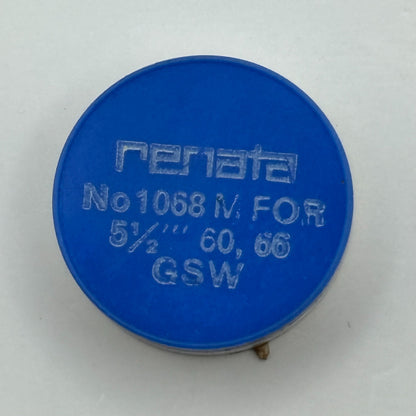 renata
No 1068 M FOR
5½''' 60, 66
GSW